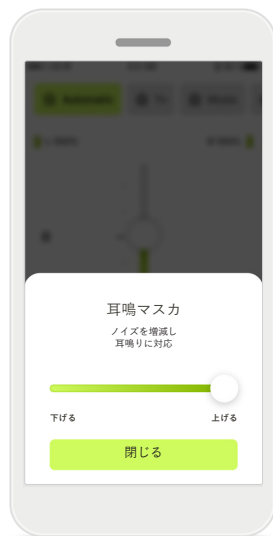 耳鳴マスカ
ノイズを増減し
耳鳴りに対応
下げる
上げる
閉じる